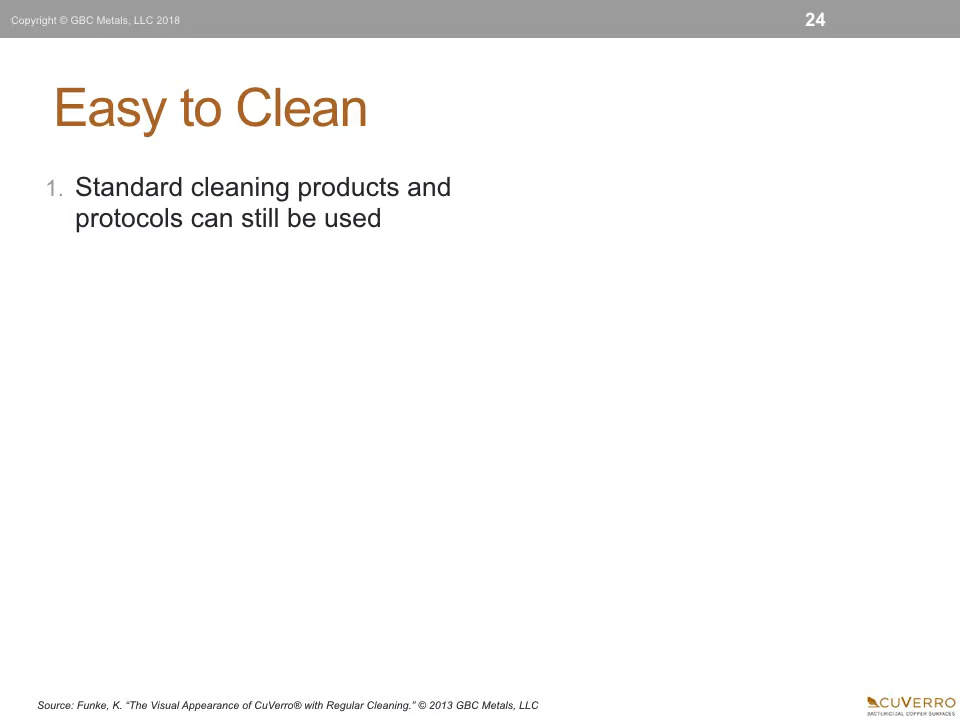 Copyright © GBC Metals, LLC 2018
24
Easy to Clean
1. Standard cleaning products and
protocols can still be used
Source: Funke, K. “The Visual Appearance of CuVerro® with Regular Cleaning.” © 2013 GBC Metals, LLC
CUVERRO
BACTERICIDAL COPPER SURFACES